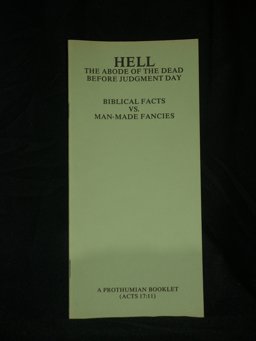 HELL
THE ABODE OF THE DEAD
BEFORE JUDGMENT DAY
BIBLICAL FACTS
VS.
MAN-MADE FANCIES
A PROTHUMIAN BOOKLET
(ACTS 17:11)